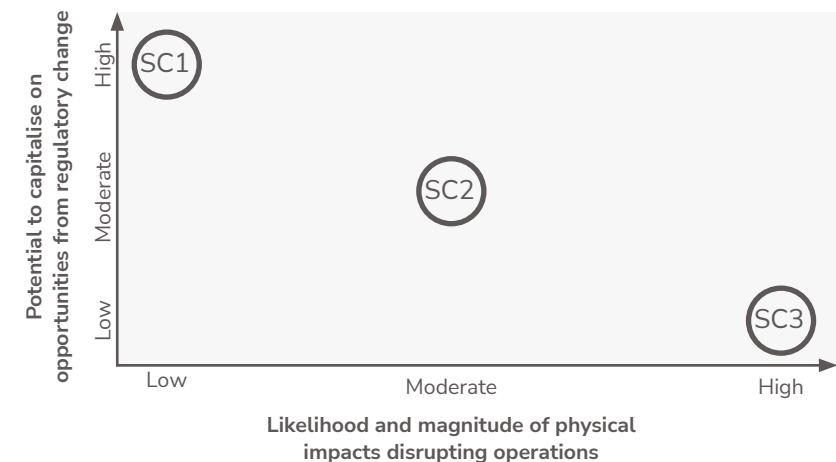 Potential to capitalise on
opportunities from regulatory change
High
Moderate
Low
SC1
SC2
SC3
Low
Moderate
High
Likelihood and magnitude of physical
impacts disrupting operations